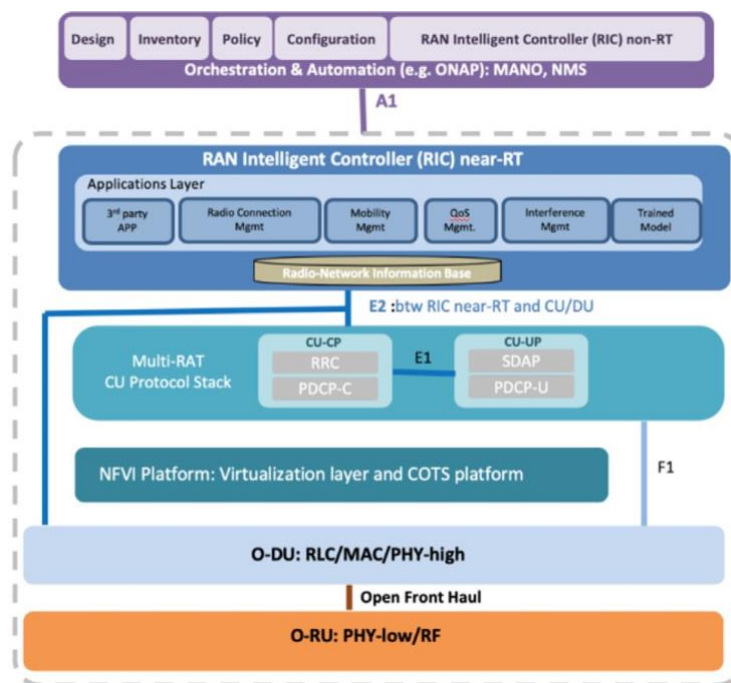 Design Inventory Policy Configuration RAN Intelligent Controller (RIC) non-RT
Orchestration & Automation (e.g. ONAP): MANO, NMS
A1
RAN Intelligent Controller (RIC) near-RT
Applications Layer
3rd party
APP
Radio Connection
Mgmt
Mobility
Mgmt
QoS
Mgmt.
Interference
Mgmt
Trained
Model
Radio-Network Information Base
E2 :btw RIC near-RT and CU/DU
Multi-RAT
CU Protocol Stack
CU-CP
RRC
PDCP-C
E1
CU-UP
SDAP
PDCP-U
F1
NFVI Platform: Virtualization layer and COTS platform
O-DU: RLC/MAC/PHY-high
Open Front Haul
O-RU: PHY-low/RF